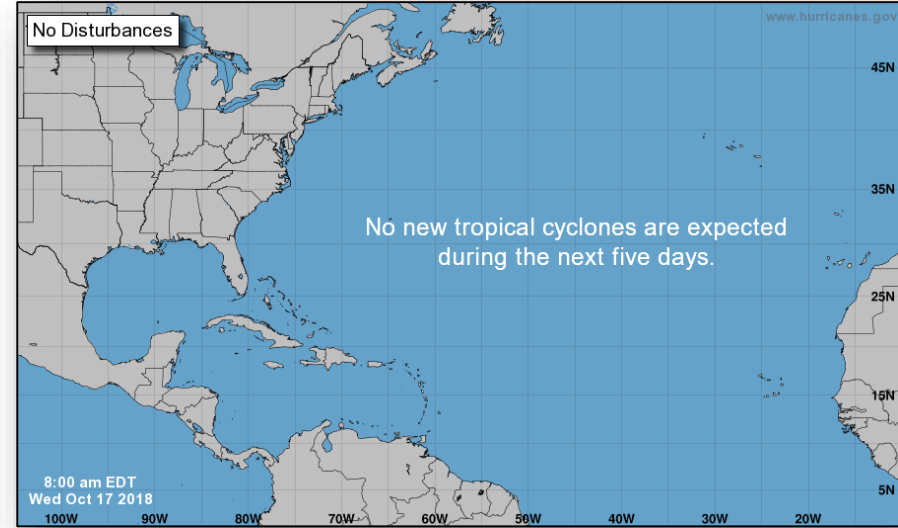 No Disturbances
www.hurricanes.gov
45N
35N
No new tropical cyclones are expected
during the next five days.
25N
15N
8:00 am EDT
Wed Oct 17 2018
5N
100W 90W 80W 70W 60W 50W 40W 30W 20W